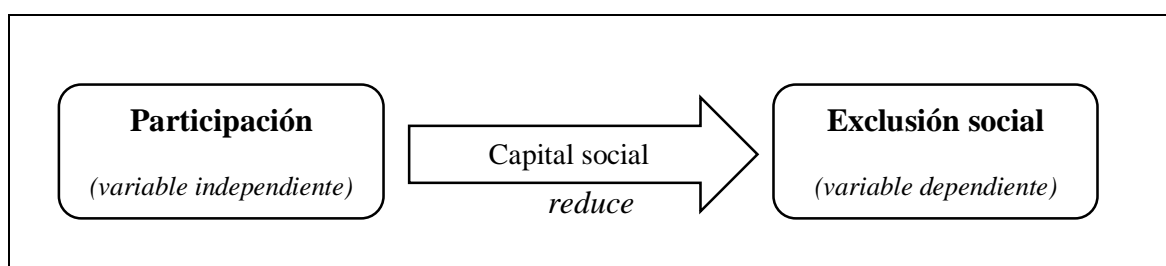 Participación
(variable independiente)
Capital social
reduce
Exclusión social
(variable dependiente)